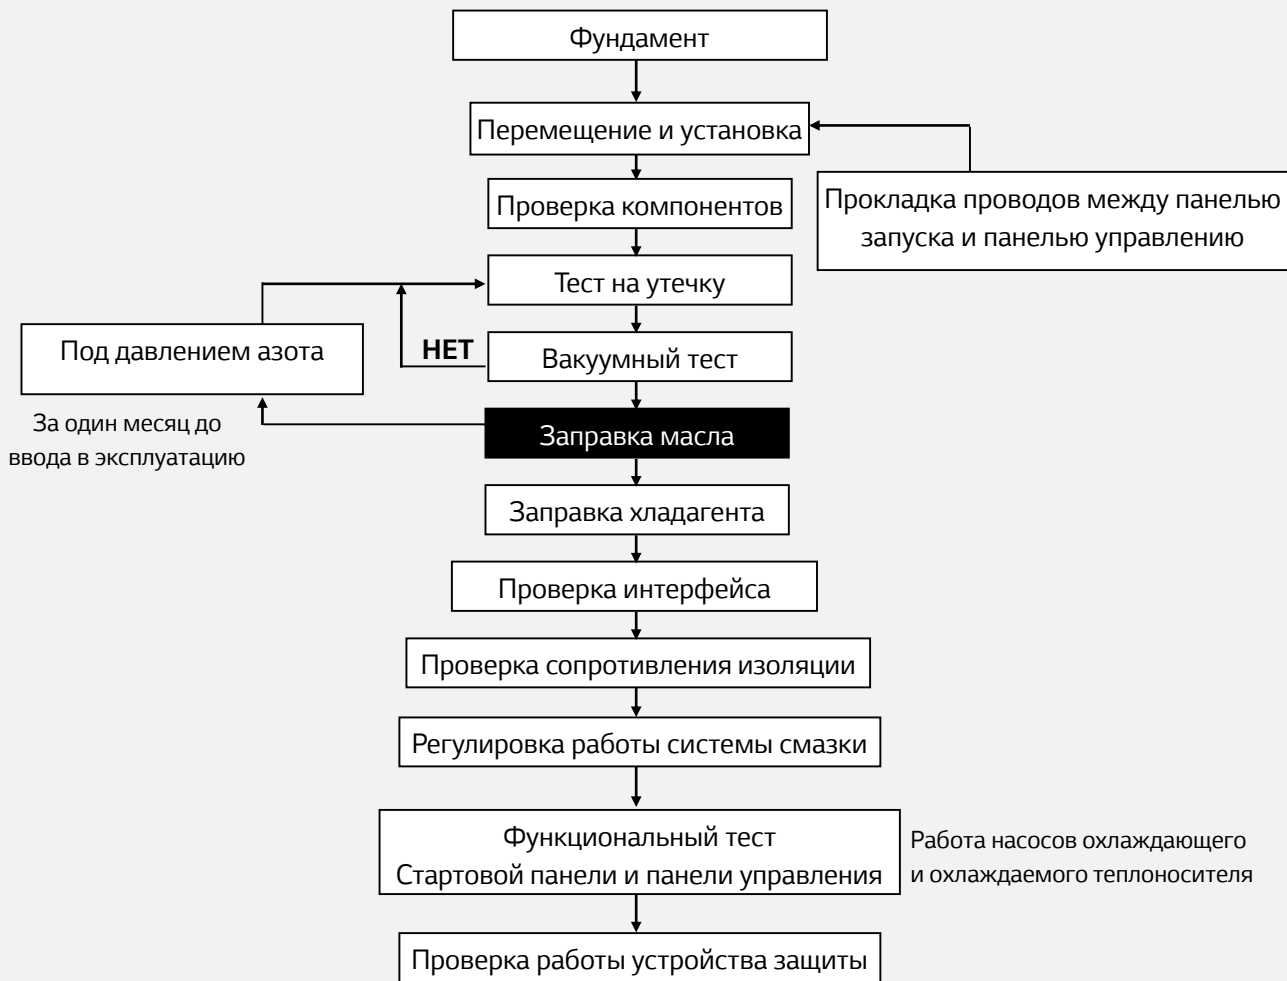 Фундамент
Перемещение и установка
Прокладка проводов между панелью
запуска и панелью управлению
Проверка компонентов
Тест на утечку
Под давлением азота
НЕТ
Вакуумный тест
За один месяц до
ввода в эксплуатацию
Заправка масла
Заправка хладагента
Проверка интерфейса
Проверка сопротивления изоляции
Регулировка работы системы смазки
Функциональный тест
Стартовой панели и панели управления
Работа насосов охлаждающего
и охлаждаемого теплоносителя
Проверка работы устройства защиты